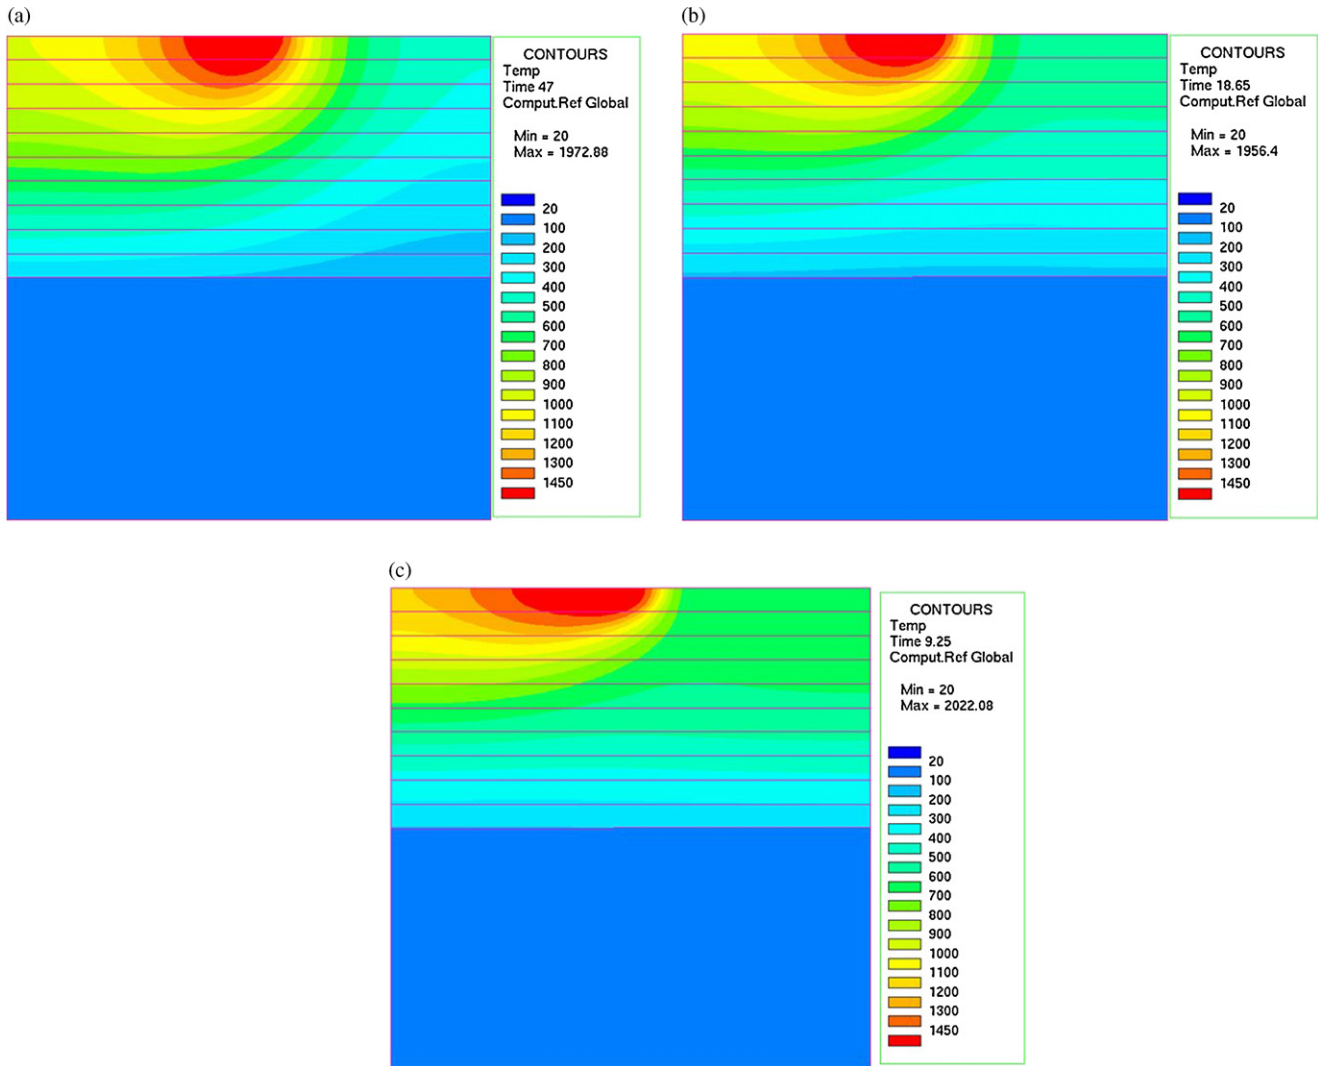 (a)
CONTOURS
Temp
Time 47
Comput.Ref Global
Min = 20
Max = 1972.88
20
100
200
300
400
500
600
700
800
900
1000
1100
1200
1300
1450
(b)
CONTOURS
Temp
Time 18.65
Comput.Ref Global
Min = 20
Max = 1956.4
20
100
200
300
400
500
600
700
800
900
1000
1100
1200
1300
1450
(c)
CONTOURS
Temp
Time 9.25
Comput.Ref Global
Min = 20
Max = 2022.08
20
100
200
300
400
500
600
700
800
900
1000
1100
1200
1300
1450